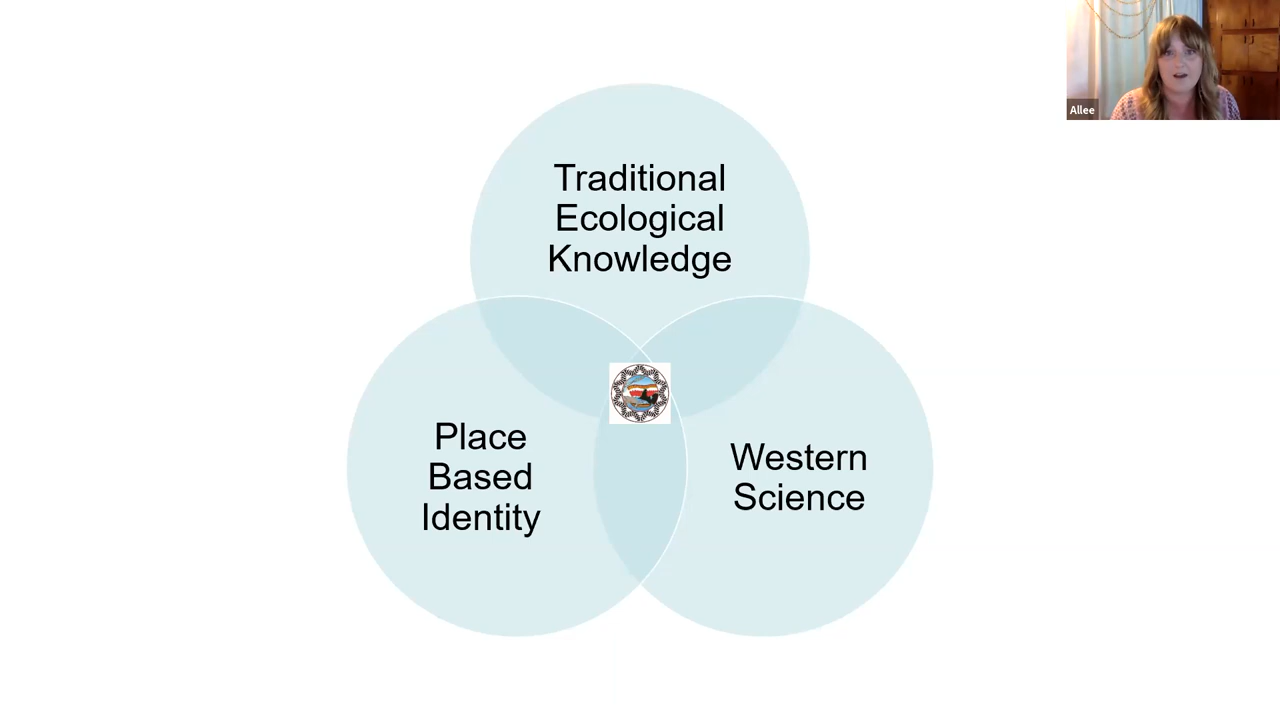 Allee
Traditional
Ecological
Knowledge
Place
Based
Identity
Western
Science